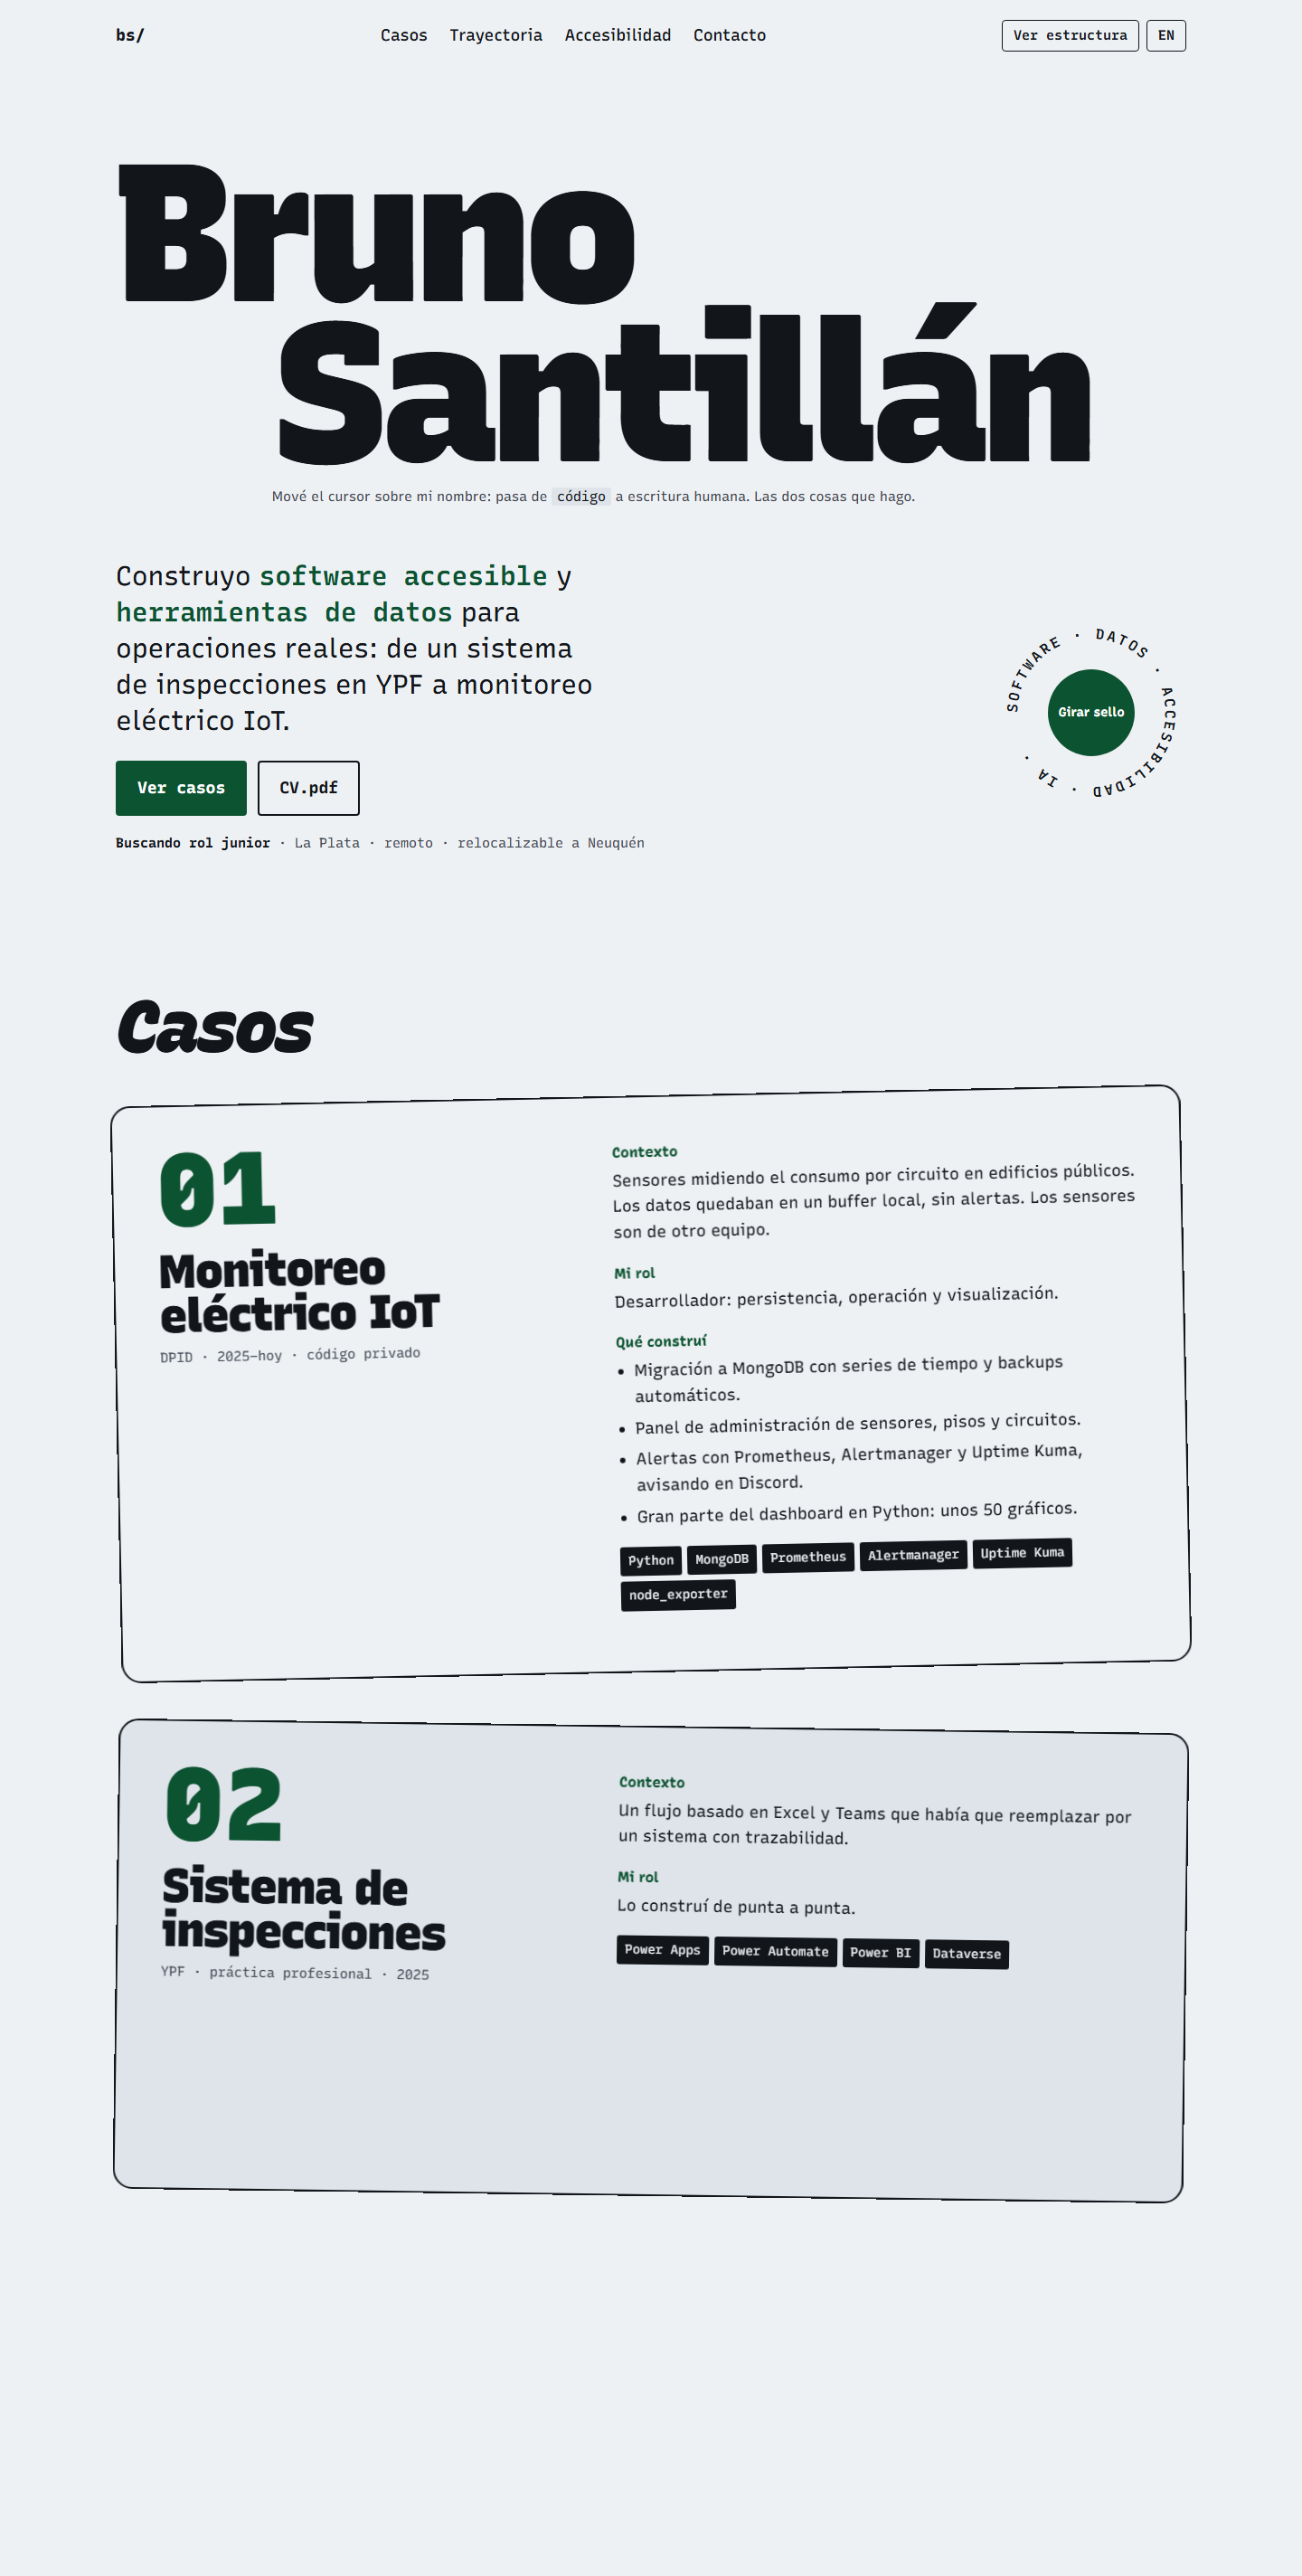 bs/
Casos Trayectoria Accesibilidad Contacto
Ver estructura EN
Bruno
Santillán
Mové el cursor sobre mi nombre: pasa de código a escritura humana. Las dos cosas que hago.
Construyo software accesible y
herramientas de datos para
operaciones reales: de un sistema
de inspecciones en YPF a monitoreo
eléctrico IoT.
SOFTWARE · DATOS · ACCESIBILIDAD · IA ·
Girar sello
Ver casos CV.pdf
Buscando rol junior · La Plata · remoto · relocalizable a Neuquén
Casos
01
Monitoreo
eléctrico IoT
DPID · 2025–hoy · código privado
Contexto
Sensores midiendo el consumo por circuito en edificios públicos.
Los datos quedaban en un buffer local, sin alertas. Los sensores
son de otro equipo.
Mi rol
Desarrollador: persistencia, operación y visualización.
Qué construí
• Migración a MongoDB con series de tiempo y backups
automáticos.
• Panel de administración de sensores, pisos y circuitos.
• Alertas con Prometheus, Alertmanager y Uptime Kuma,
avisando en Discord.
• Gran parte del dashboard en Python: unos 50 gráficos.
Python MongoDB Prometheus Alertmanager Uptime Kuma
node_exporter
02
Sistema de
inspecciones
YPF · práctica profesional · 2025
Contexto
Un flujo basado en Excel y Teams que había que reemplazar por
un sistema con trazabilidad.
Mi rol
Lo construí de punta a punta.
Power Apps Power Automate Power BI Dataverse